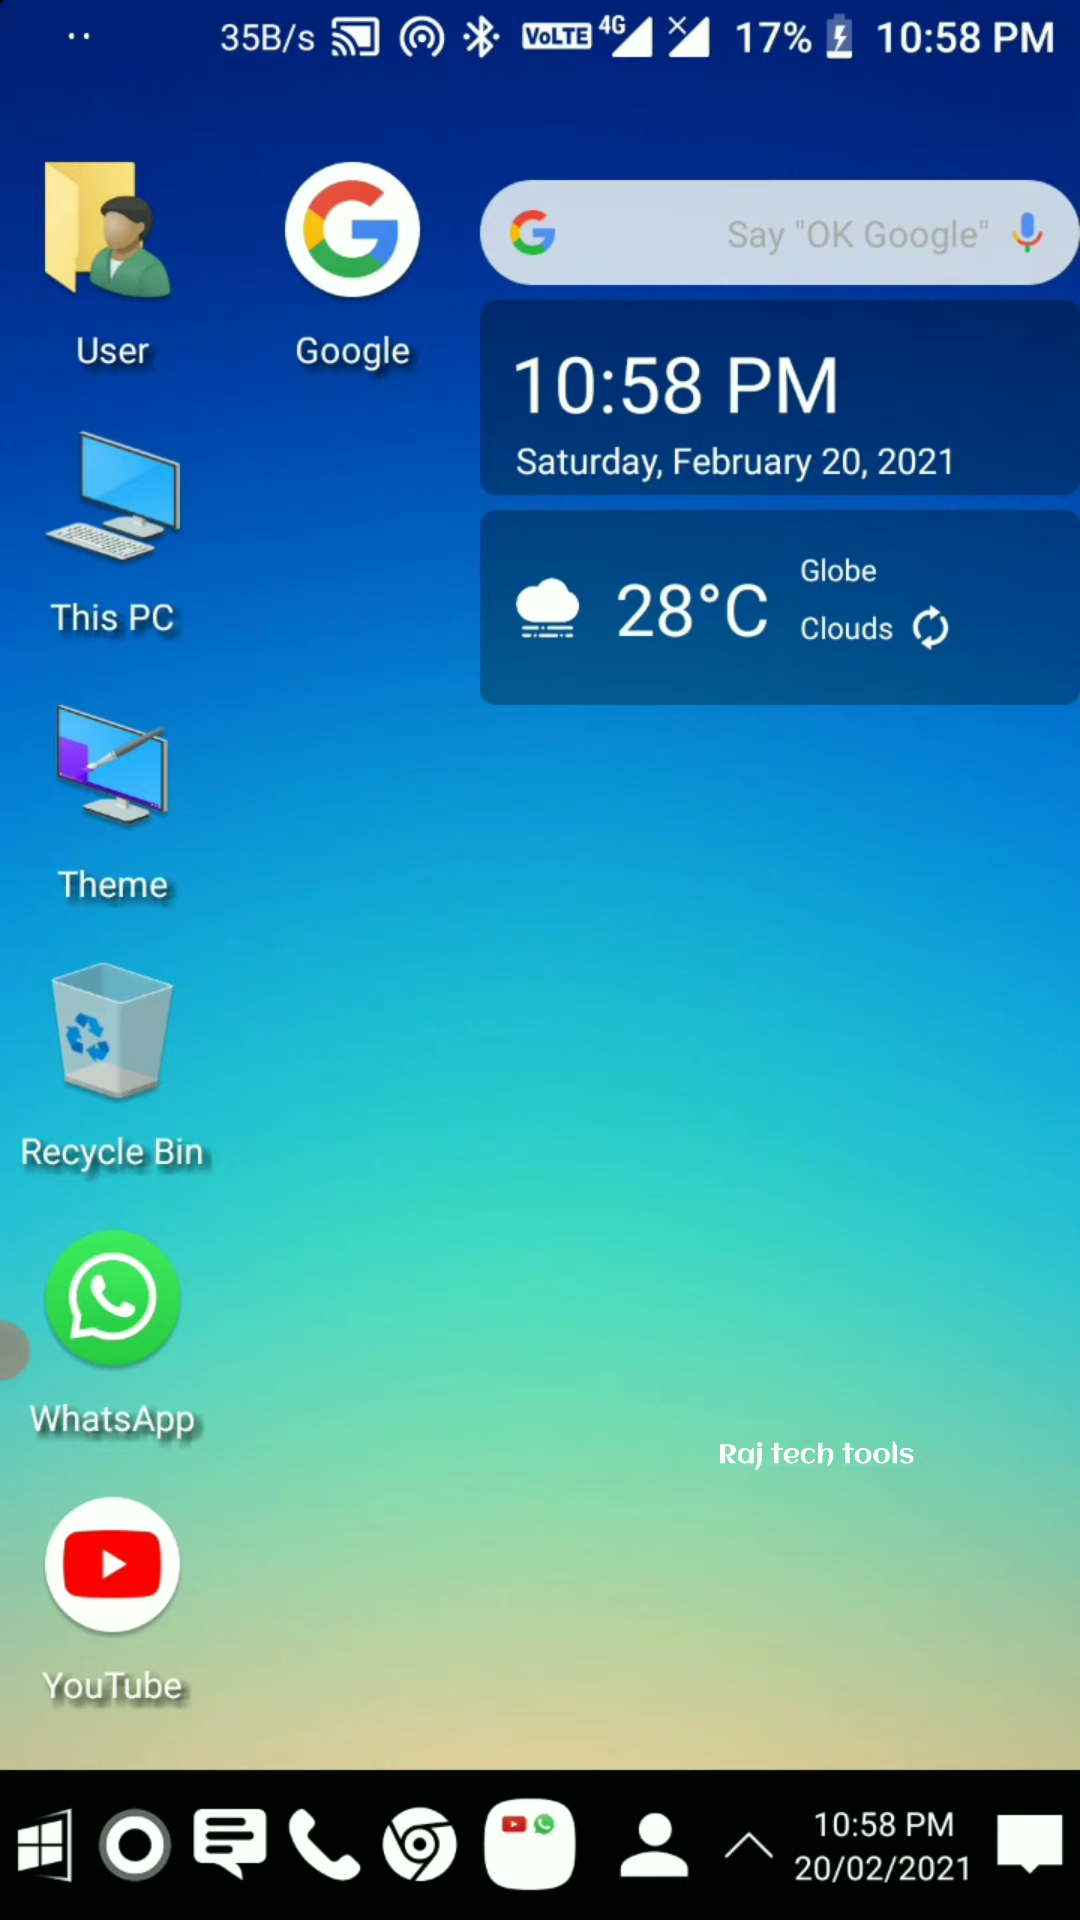 35B/s VoLTE 4G 17% 10:58 PM
User
Google
Say "OK Google"
10:58 PM
Saturday, February 20, 2021
28°C
Globe
Clouds
This PC
Theme
Recycle Bin
WhatsApp
Raj tech tools
YouTube
10:58 PM
20/02/2021